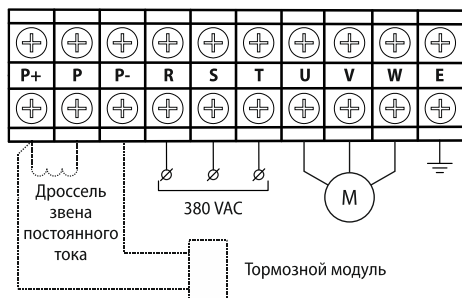 P+ P P- R S T U V W E
Дроссель
звена
постоянного
тока
380 VAC
M
Тормозной модуль